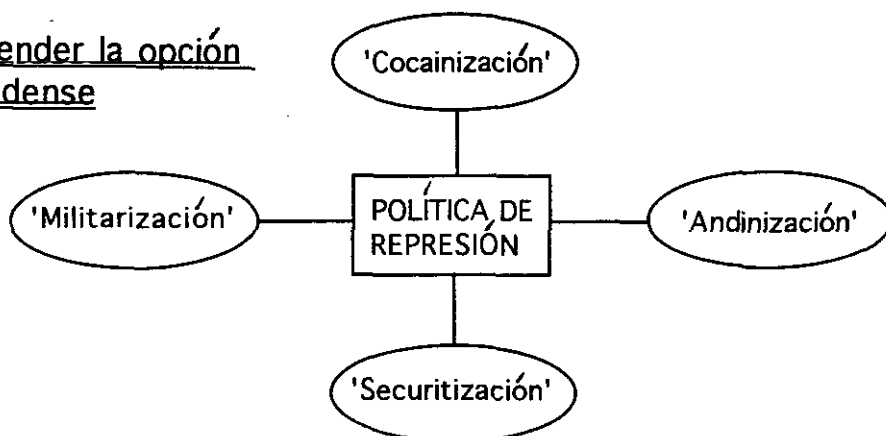 ender la opción
dense
'Cocainización'
'Militarización'
POLÍTICA DE
REPRESIÓN
'Andinización'
'Securitización'